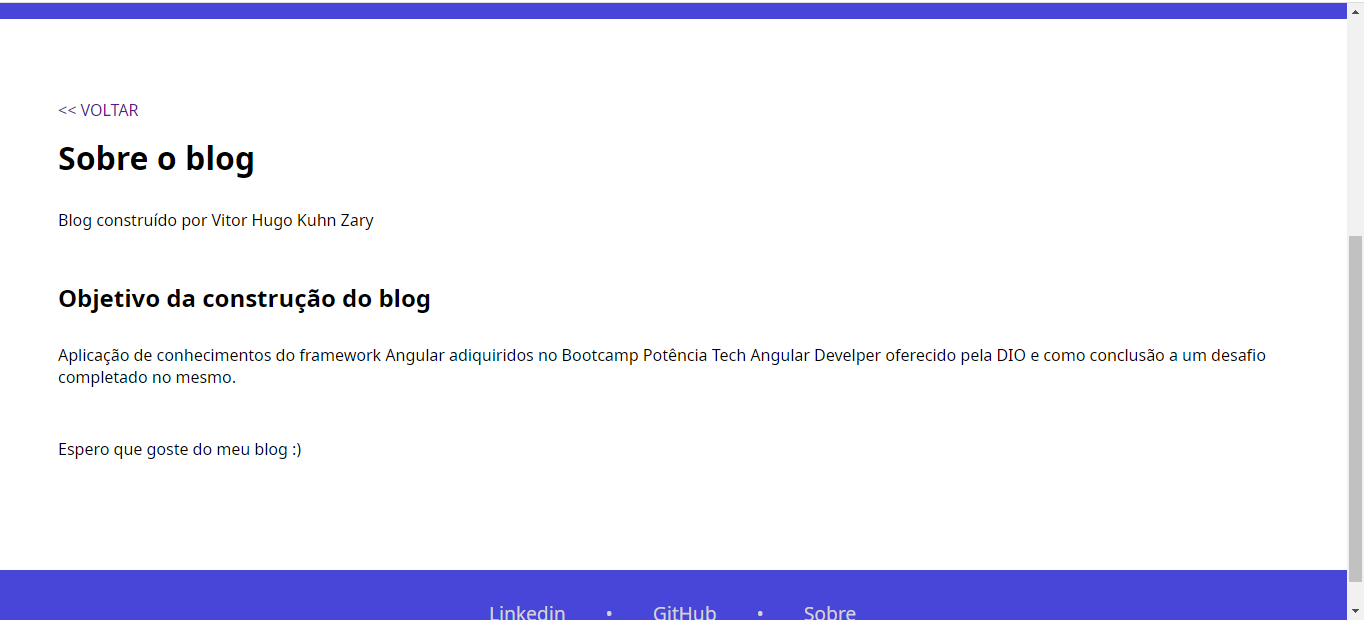 << VOLTAR
Sobre o blog
Blog construído por Vitor Hugo Kuhn Zary
Objetivo da construção do blog
Aplicação de conhecimentos do framework Angular adiquiridos no Bootcamp Potência Tech Angular Develper oferecido pela DIO e como conclusão a um desafio
completado no mesmo.
Espero que goste do meu blog :)
Linkedin • GitHub • Sobre